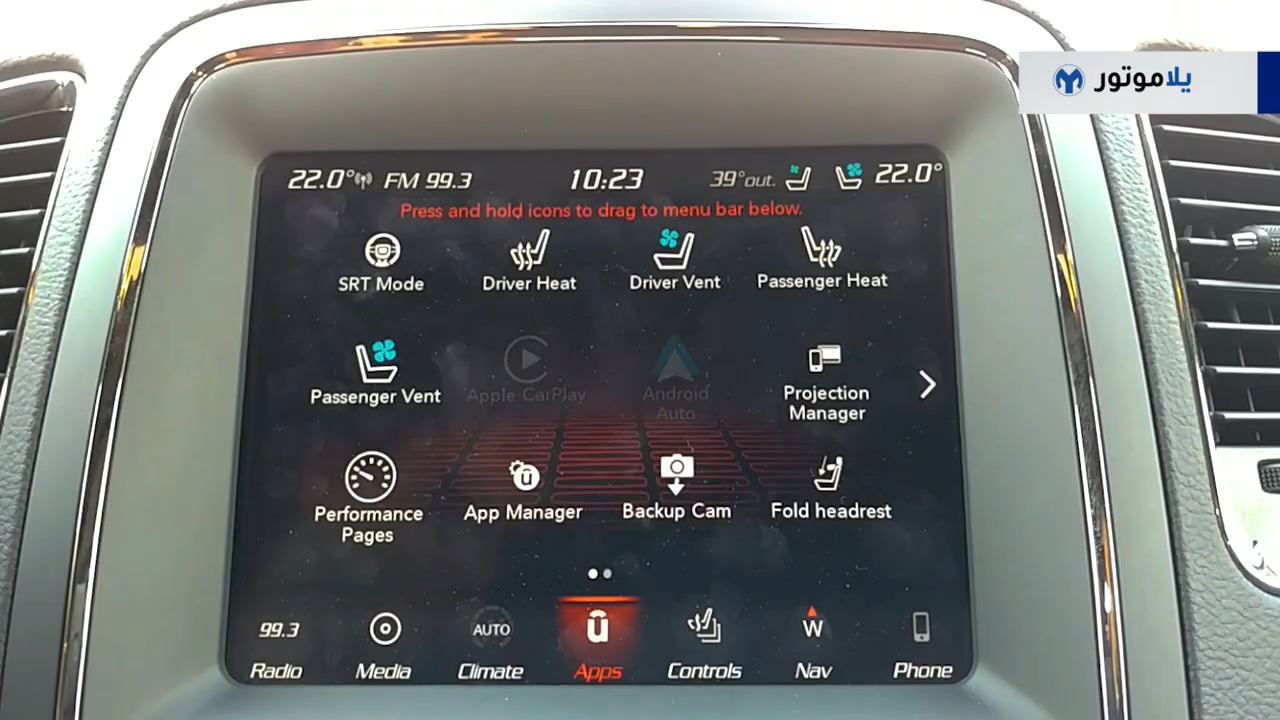 يلاموتور
22.0° FM 99.3 10:23 39°out. 22.0°
Press and hold icons to drag to menu bar below.
SRT Mode
Driver Heat
Driver Vent
Passenger Heat
Passenger Vent
Apple CarPlay
Android
Auto
Projection
Manager
Performance
Pages
App Manager
Backup Cam
Fold headrest
99.3
AUTO
W
Radio
Media
Climate
Apps
Controls
Nav
Phone